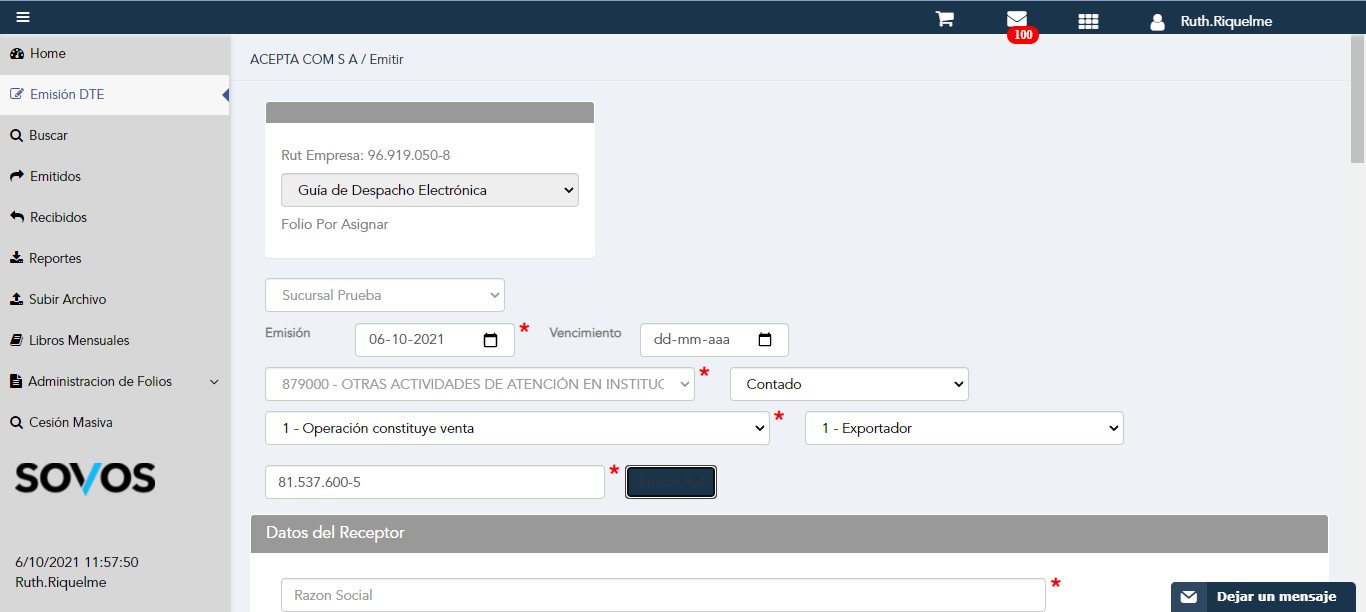 Ruth.Riquelme
100
Home
Emisión DTE
Buscar
Emitidos
Recibidos
Reportes
Subir Archivo
Libros Mensuales
Administracion de Folios
Cesión Masiva
SOVOS
6/10/2021 11:57:50
Ruth.Riquelme
ACEPTA COM S A / Emitir
Rut Empresa: 96.919.050-8
Guía de Despacho Electrónica
Folio Por Asignar
Sucursal Prueba
Emisión 06-10-2021 * Vencimiento dd-mm-aaa
879000 - OTRAS ACTIVIDADES DE ATENCIÓN EN INSTITUC * Contado
1 - Operación constituye venta * 1 - Exportador
81.537.600-5 *
Datos del Receptor
Razon Social *
Dejar un mensaje